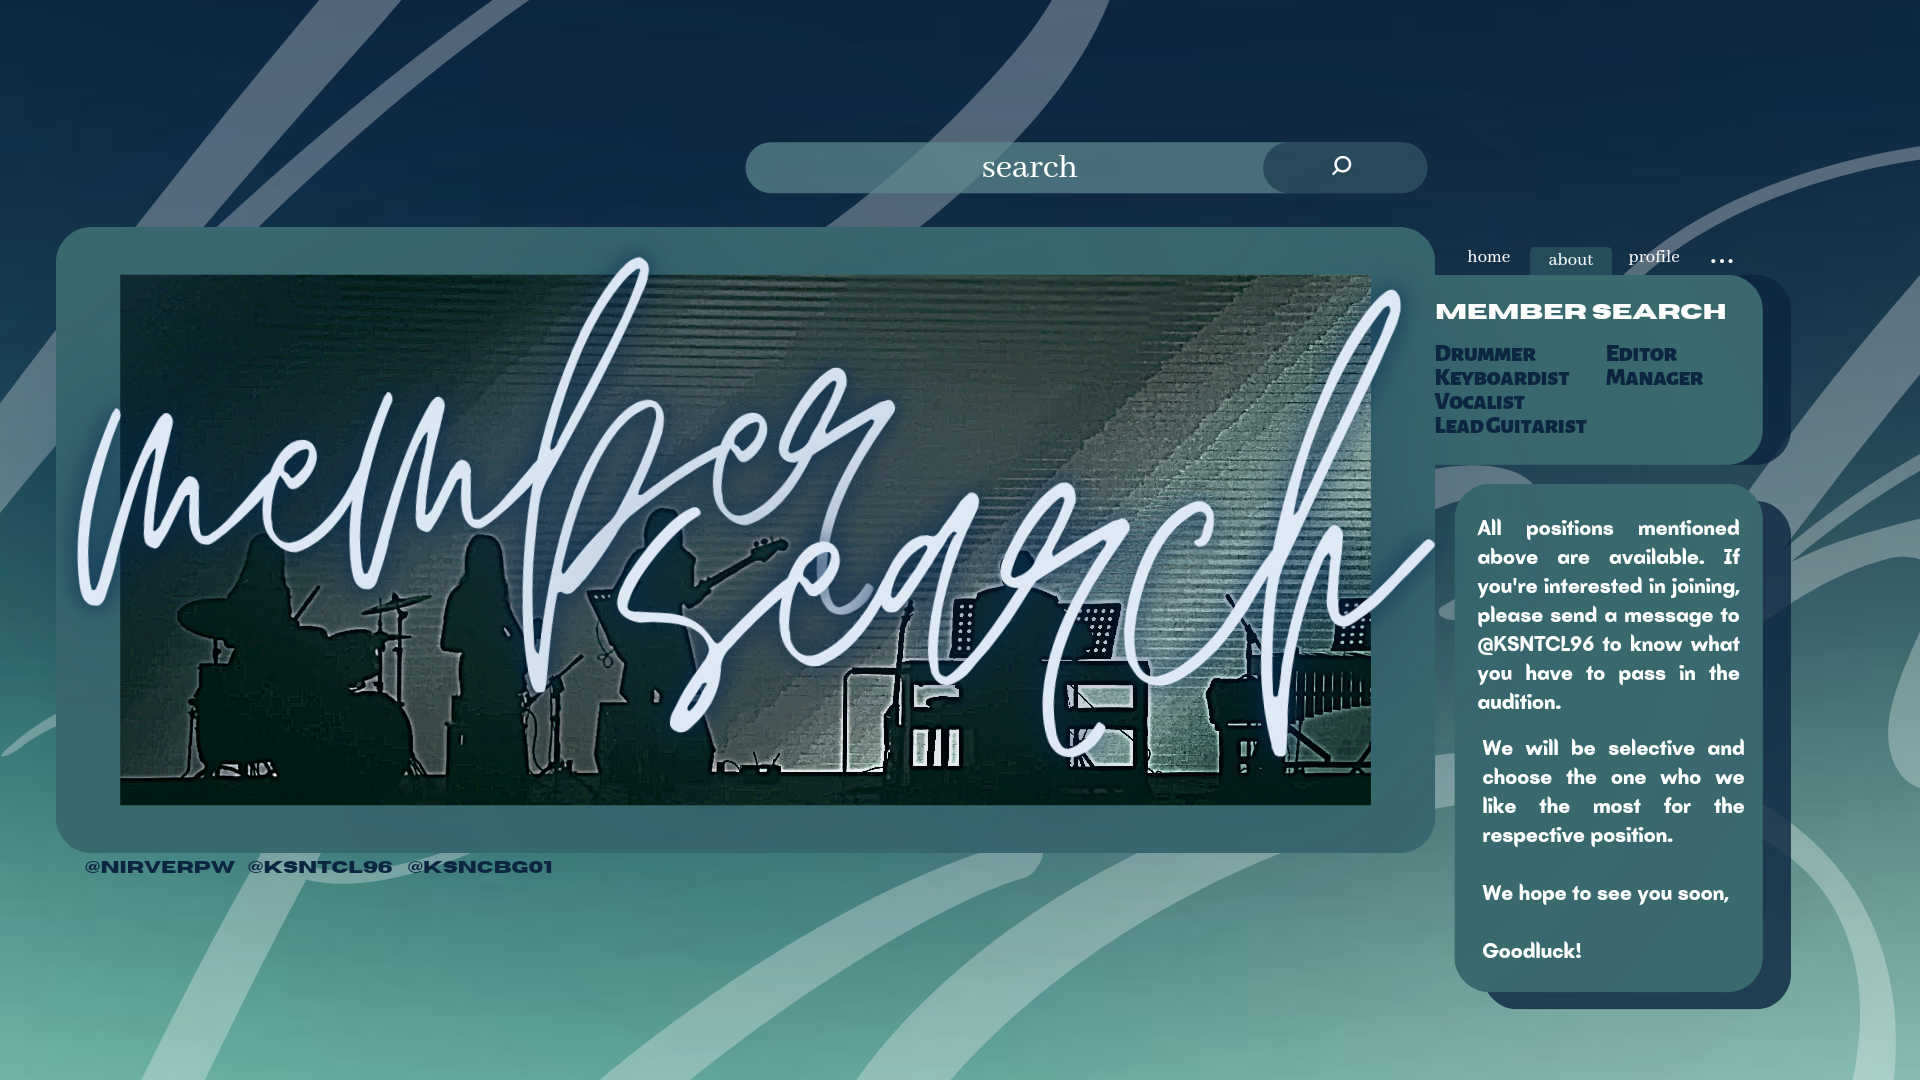 search
home about profile ...
member
search
MEMBER SEARCH
DRUMMER EDITOR
KEYBOARDIST MANAGER
VOCALIST
LEAD GUITARIST
All positions mentioned
above are available. If
you're interested in joining,
please send a message to
@KSNTCL96 to know what
you have to pass in the
audition.
We will be selective and
choose the one who we
like the most for the
respective position.
We hope to see you soon,
Goodluck!
@NIRVERPW @KSNTCL96 @KSNCBG01